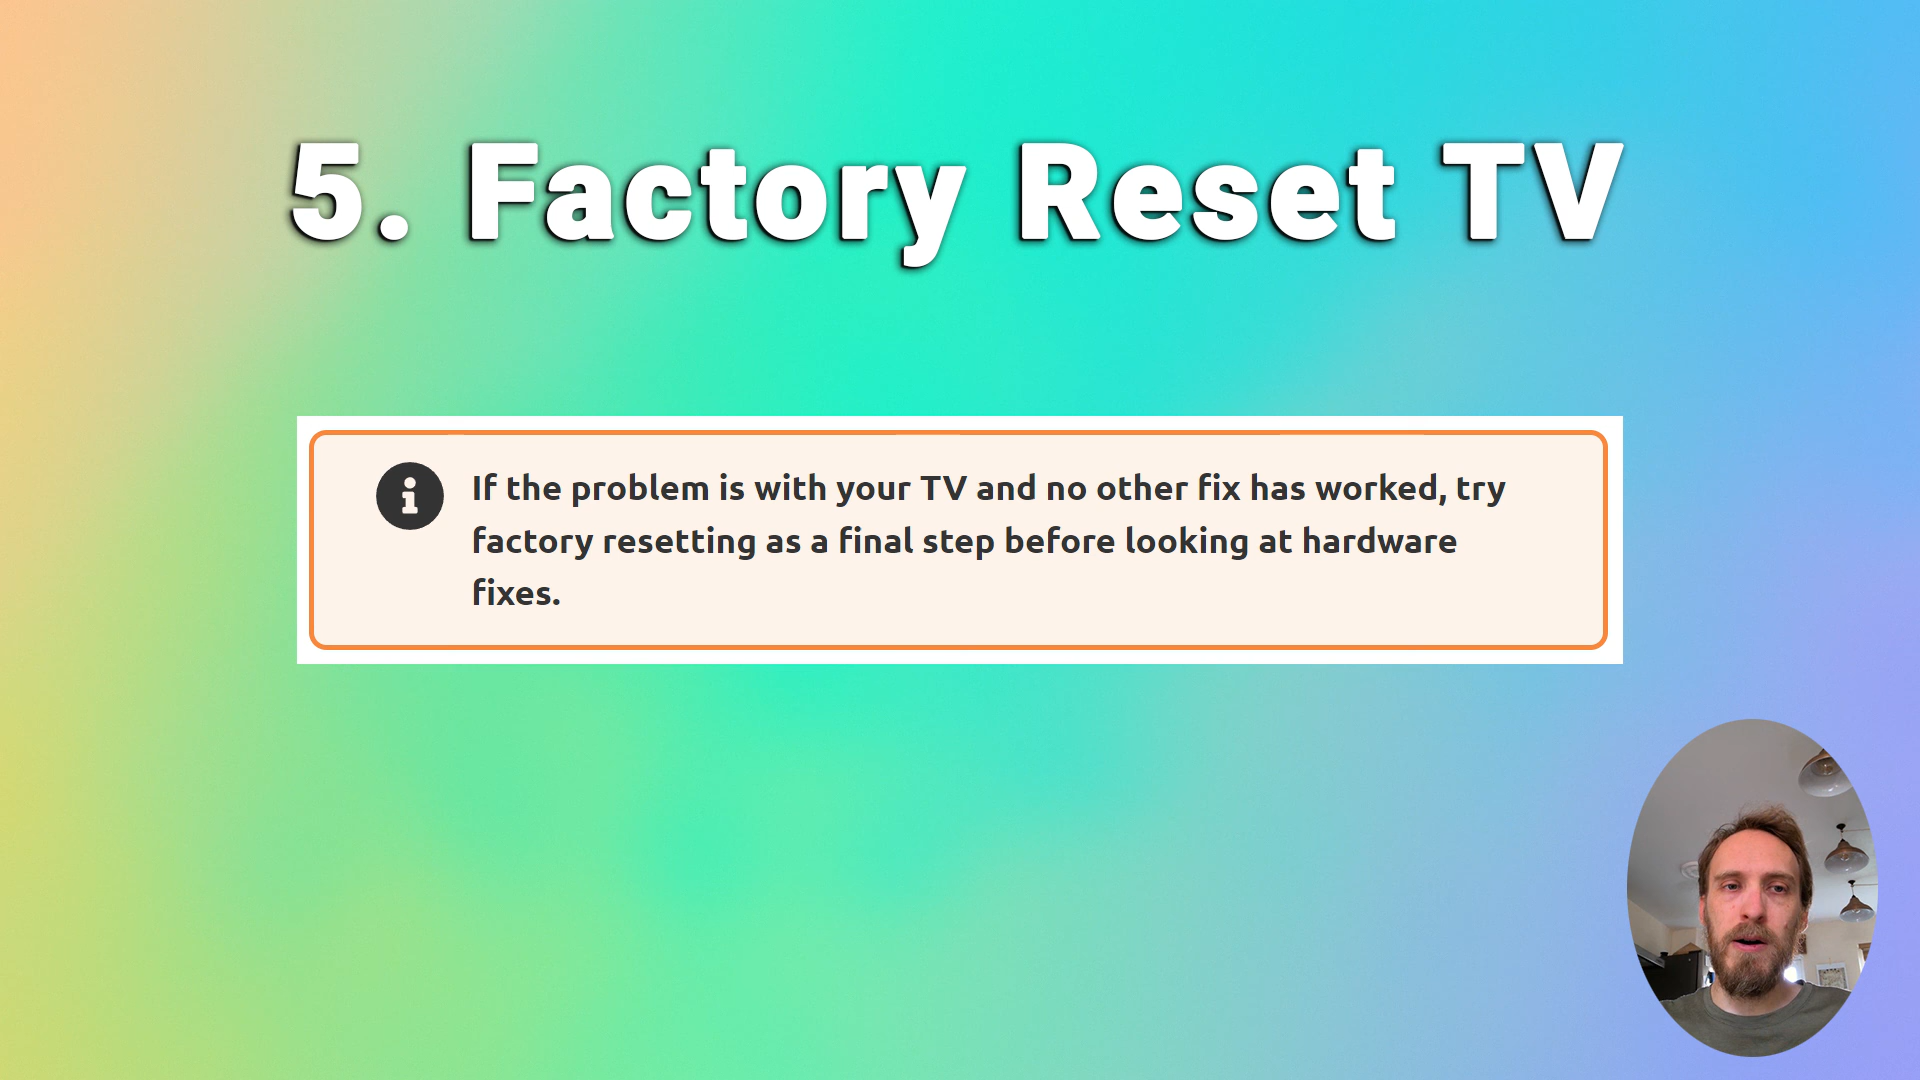 5. Factory Reset TV
If the problem is with your TV and no other fix has worked, try
factory resetting as a final step before looking at hardware
fixes.